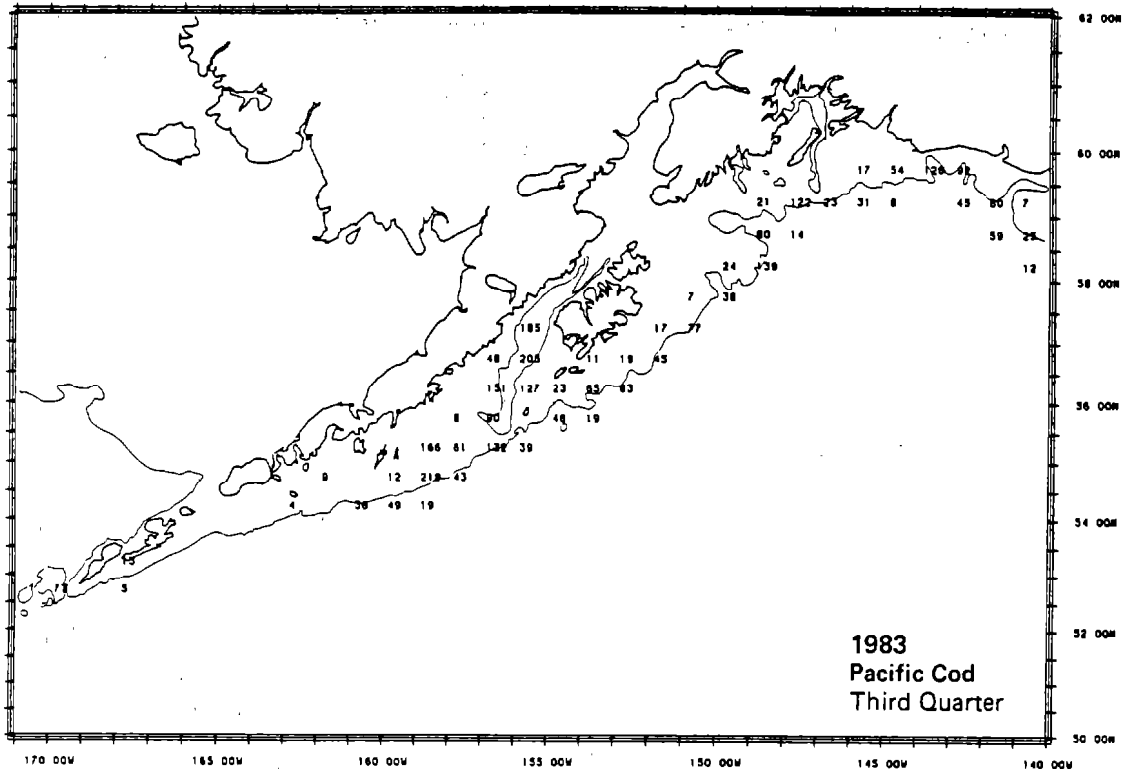 62 00N
60 00N
17 54 126
21 122 23 31 8 45 80 7
14 59 25
24 139 12
58 00N
7 38
185 17 77
48 205 11 19 45
151 127 23 65 83
56 00N
8 90 48 19
166 61 132 39
9 12 219 43
4 38 49 19
54 00N
15
5
52 00N
1983
Pacific Cod
Third Quarter
50 00N
170 00W 165 00W 160 00W 155 00W 150 00W 145 00W 140 00W